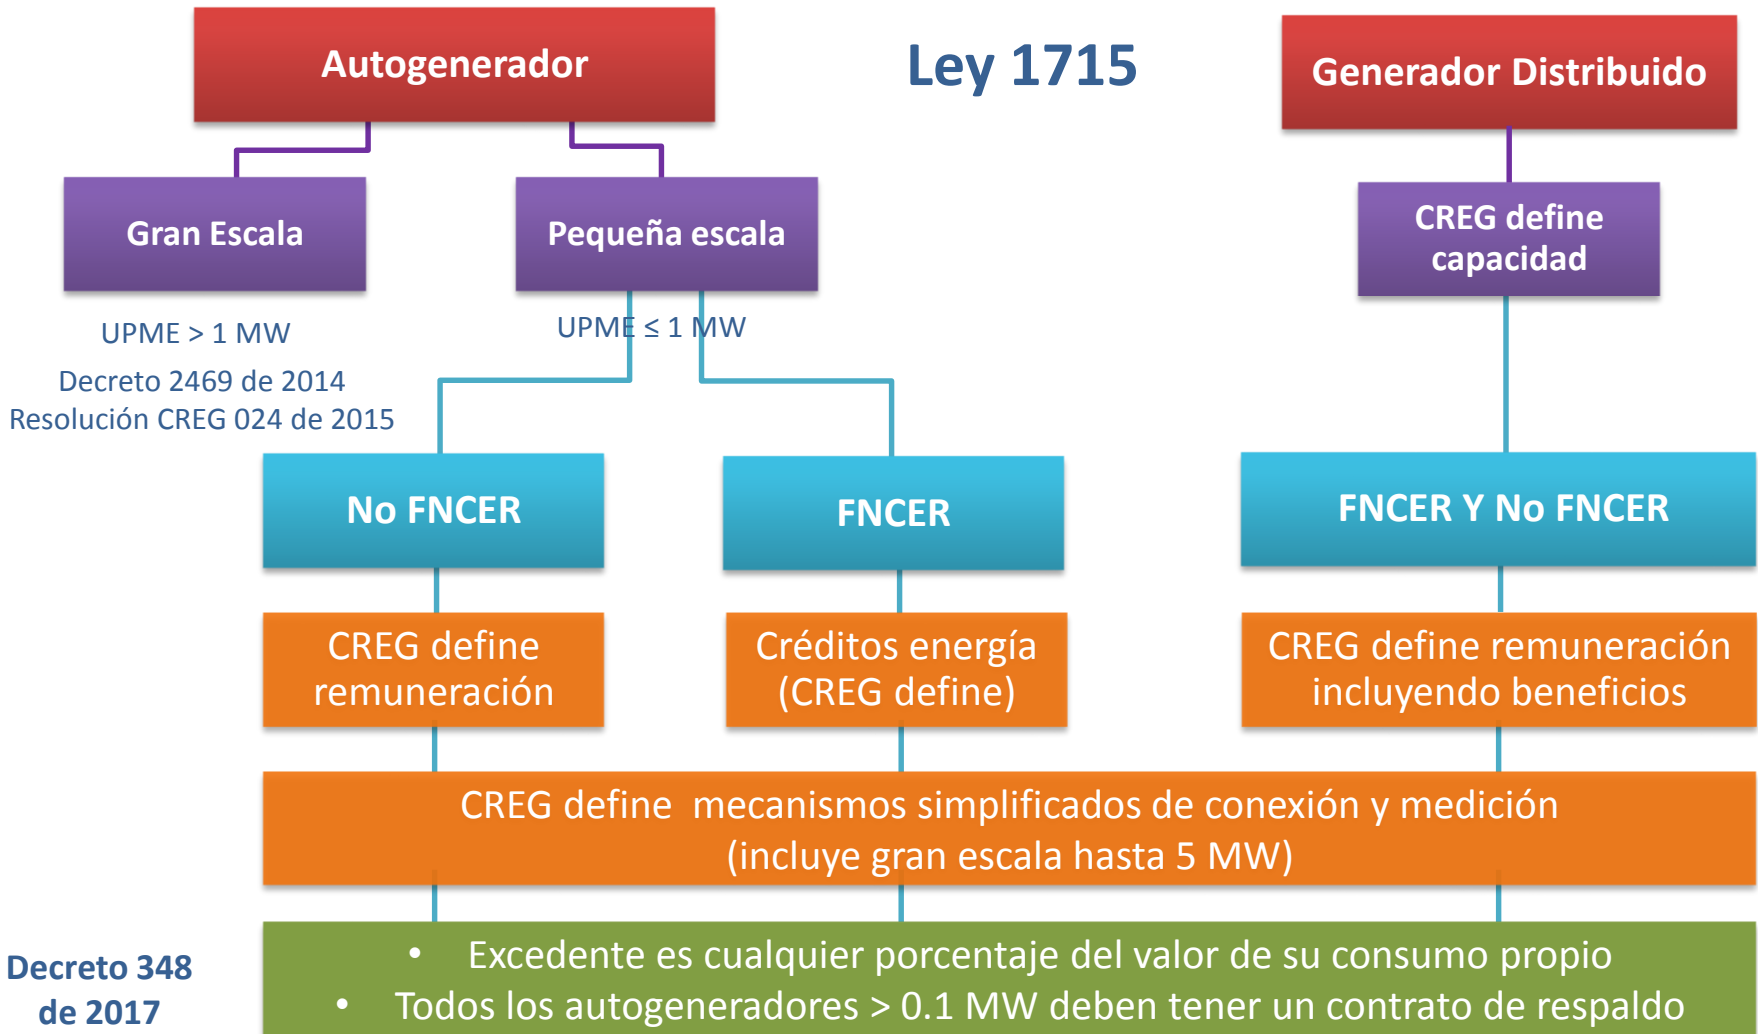 Ley 1715
Autogenerador
Generador Distribuido
Gran Escala
Pequeña escala
CREG define
capacidad
UPME > 1 MW
UPME ≤ 1 MW
Decreto 2469 de 2014
Resolución CREG 024 de 2015
No FNCER
FNCER
FNCER Y No FNCER
CREG define
remuneración
Créditos energía
(CREG define)
CREG define remuneración
incluyendo beneficios
CREG define  mecanismos simplificados de conexión y medición
(incluye gran escala hasta 5 MW)
Decreto 348
de 2017
• Excedente es cualquier porcentaje del valor de su consumo propio
• Todos los autogeneradores > 0.1 MW deben tener un contrato de respaldo